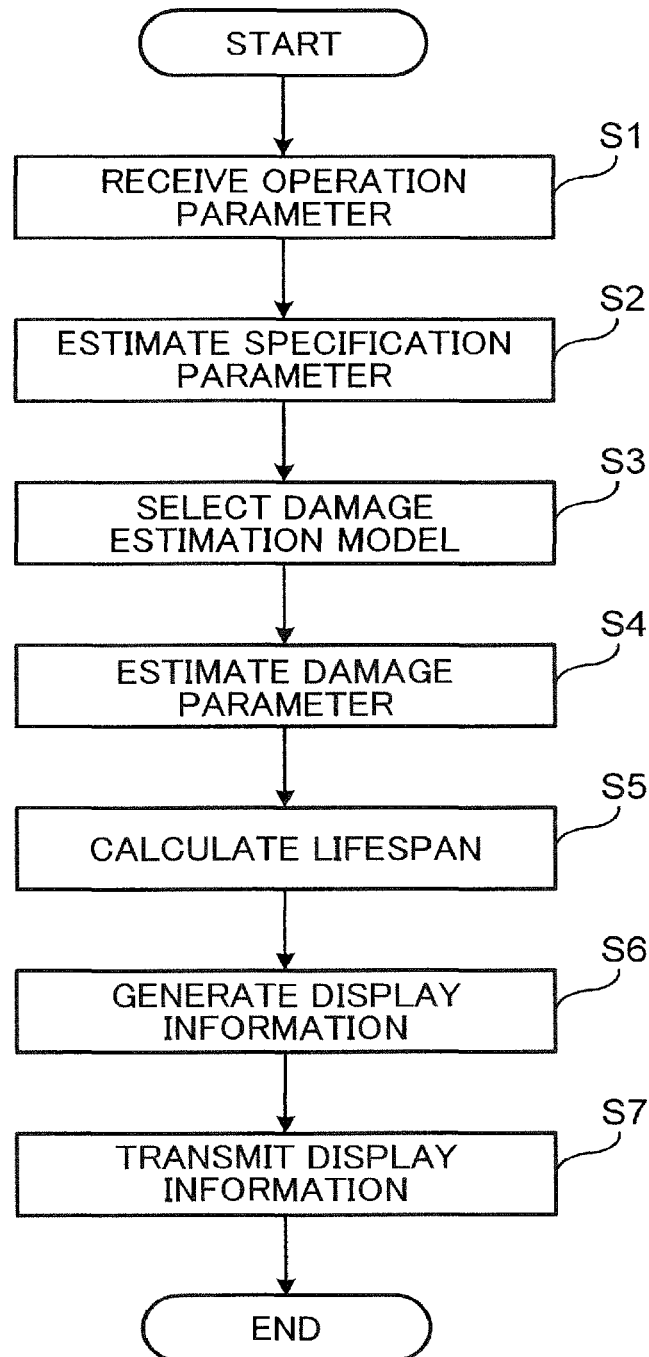 START
S1
RECEIVE OPERATION
PARAMETER
S2
ESTIMATE SPECIFICATION
PARAMETER
S3
SELECT DAMAGE
ESTIMATION MODEL
S4
ESTIMATE DAMAGE
PARAMETER
S5
CALCULATE LIFESPAN
S6
GENERATE DISPLAY
INFORMATION
S7
TRANSMIT DISPLAY
INFORMATION
END